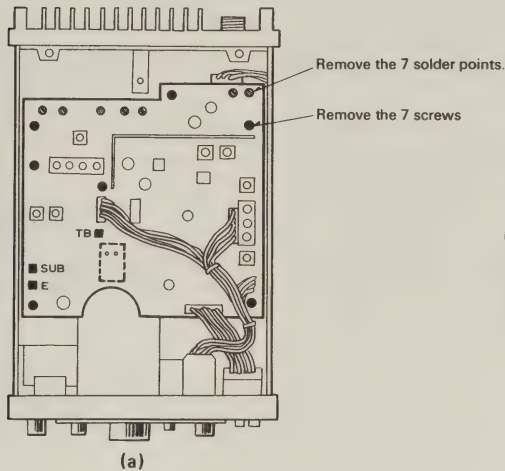 Remove the 7 solder points.
Remove the 7 screws
TB
SUB
E
(a)